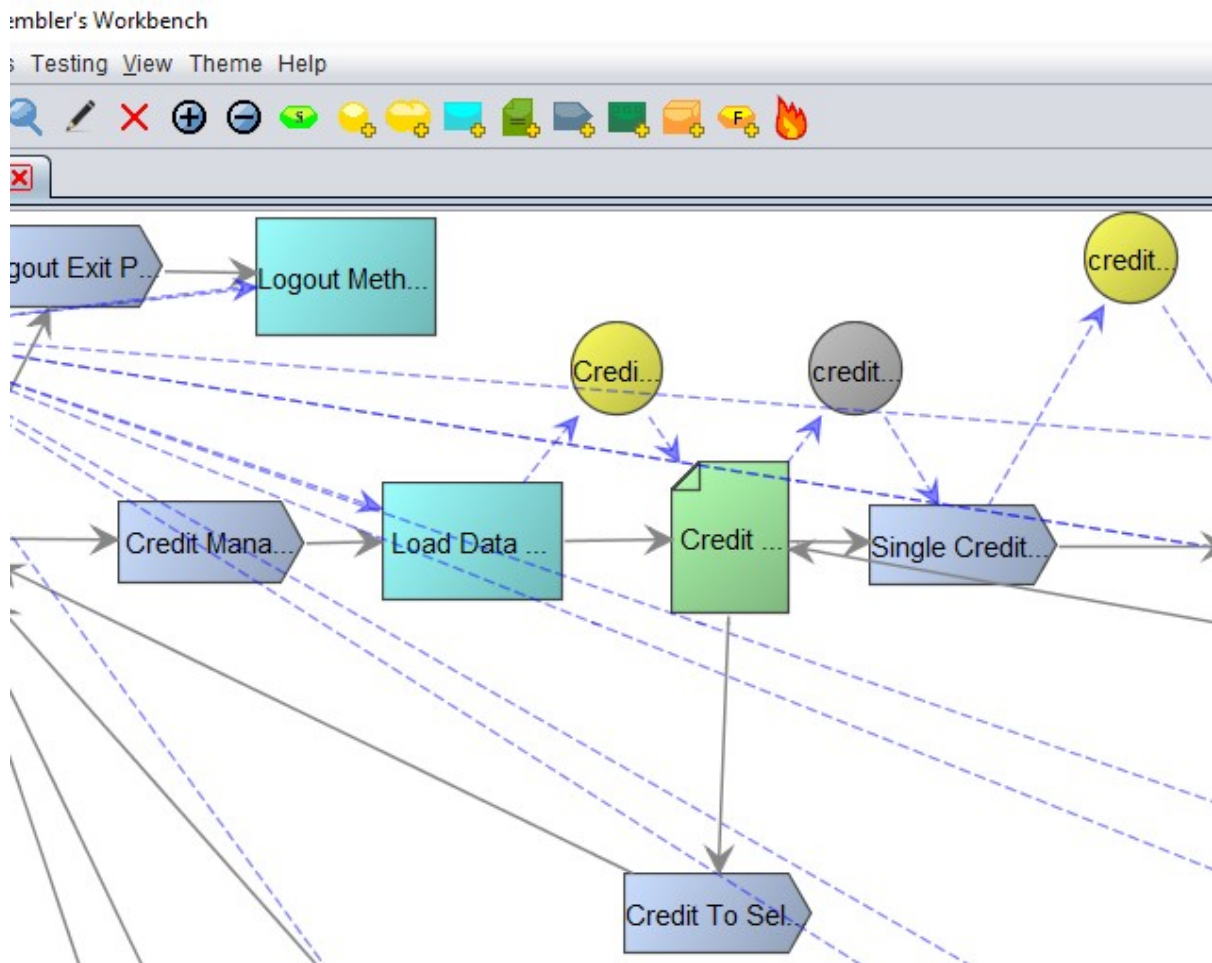 embler's Workbench
s Testing View Theme Help
S
F
gout Exit P...
Logout Meth...
credit...
Credi...
credit...
Credit Mana...
Load Data ...
Credit ...
Single Credit...
Credit To Sel...